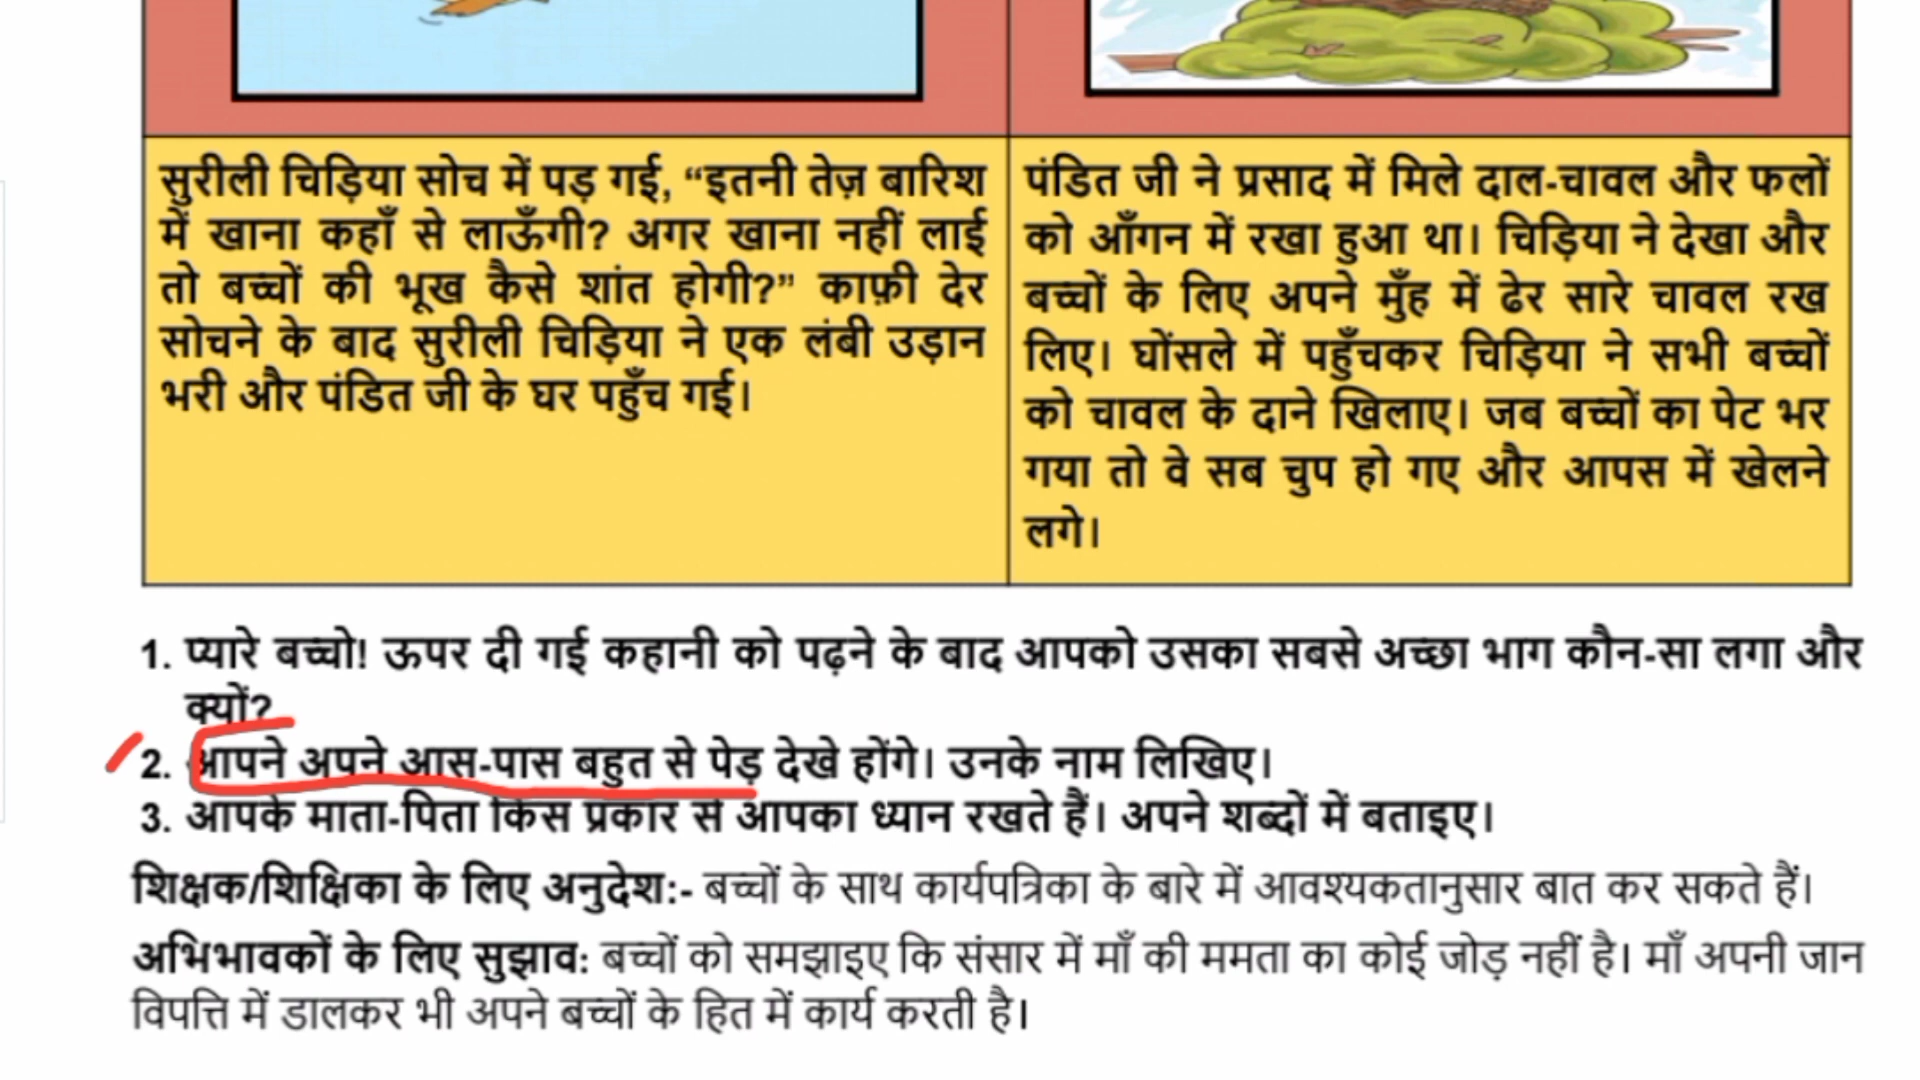 सुरीली चिड़िया सोच में पड़ गई, “इतनी तेज़ बारिश
में खाना कहाँ से लाऊँगी? अगर खाना नहीं लाई
तो बच्चों की भूख कैसे शांत होगी?” काफ़ी देर
सोचने के बाद सुरीली चिड़िया ने एक लंबी उड़ान
भरी और पंडित जी के घर पहुँच गई।
पंडित जी ने प्रसाद में मिले दाल-चावल और फलों
को आँगन में रखा हुआ था। चिड़िया ने देखा और
बच्चों के लिए अपने मुँह में ढेर सारे चावल रख
लिए। घोंसले में पहुँचकर चिड़िया ने सभी बच्चों
को चावल के दाने खिलाए। जब बच्चों का पेट भर
गया तो वे सब चुप हो गए और आपस में खेलने
लगे।
1. प्यारे बच्चो! ऊपर दी गई कहानी को पढ़ने के बाद आपको उसका सबसे अच्छा भाग कौन-सा लगा और
क्यों?
2. आपने अपने आस-पास बहुत से पेड़ देखे होंगे। उनके नाम लिखिए।
3. आपके माता-पिता किस प्रकार से आपका ध्यान रखते हैं। अपने शब्दों में बताइए।
शिक्षक/शिक्षिका के लिए अनुदेश:- बच्चों के साथ कार्यपत्रिका के बारे में आवश्यकतानुसार बात कर सकते हैं।
अभिभावकों के लिए सुझाव: बच्चों को समझाइए कि संसार में माँ की ममता का कोई जोड़ नहीं है। माँ अपनी जान
विपत्ति में डालकर भी अपने बच्चों के हित में कार्य करती है।